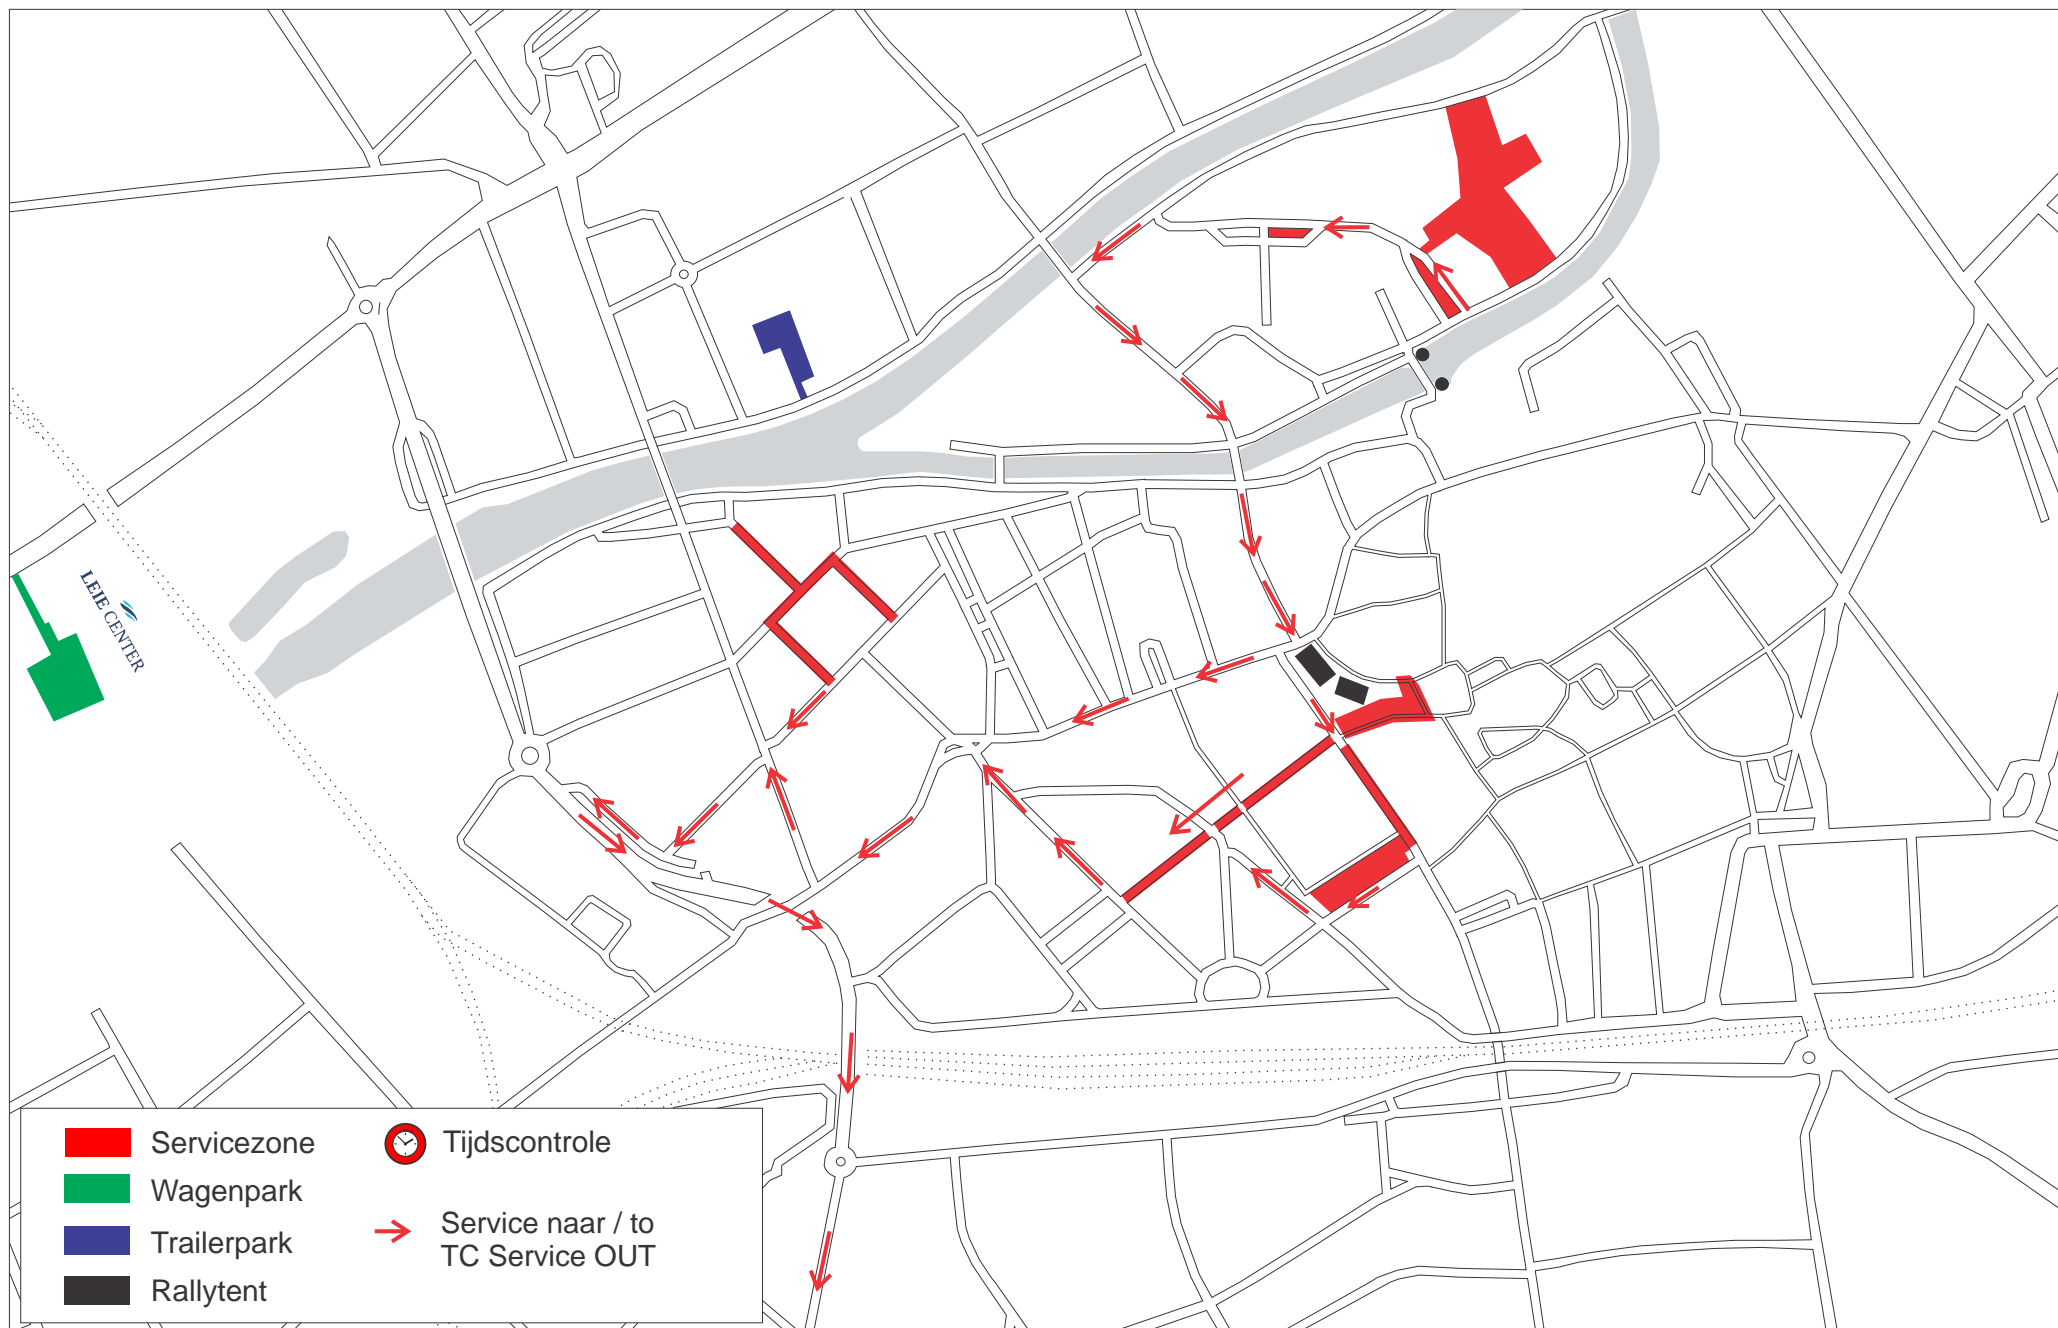 LEIE CENTER
Servicezone
Wagenpark
Trailerpark
Rallytent
Tijdscontrole
Service naar / to
TC Service OUT